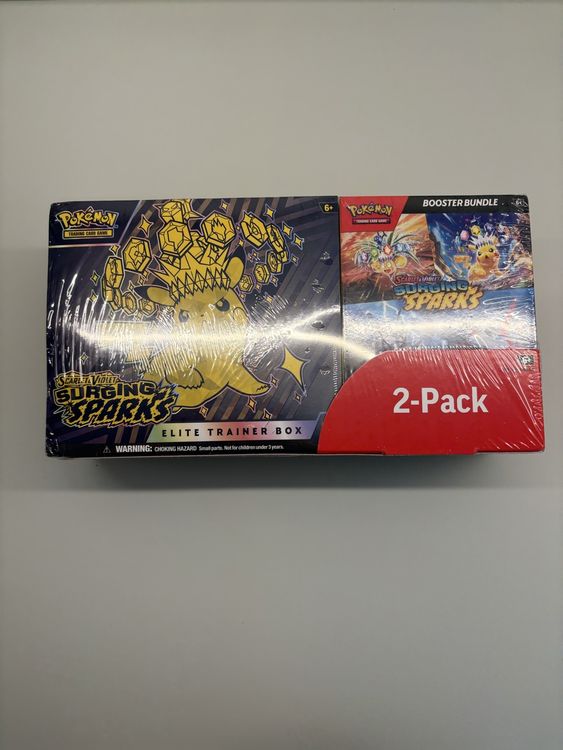 Pokémon
TRADING CARD GAME
6+
SCARLET & VIOLET
SURGING
SPARKS
ELITE TRAINER BOX
WARNING: CHOKING HAZARD Small parts. Not for children under 3 years.
Pokémon
TRADING CARD GAME
BOOSTER BUNDLE
6+
SCARLET & VIOLET
SURGING
SPARKS
2-Pack